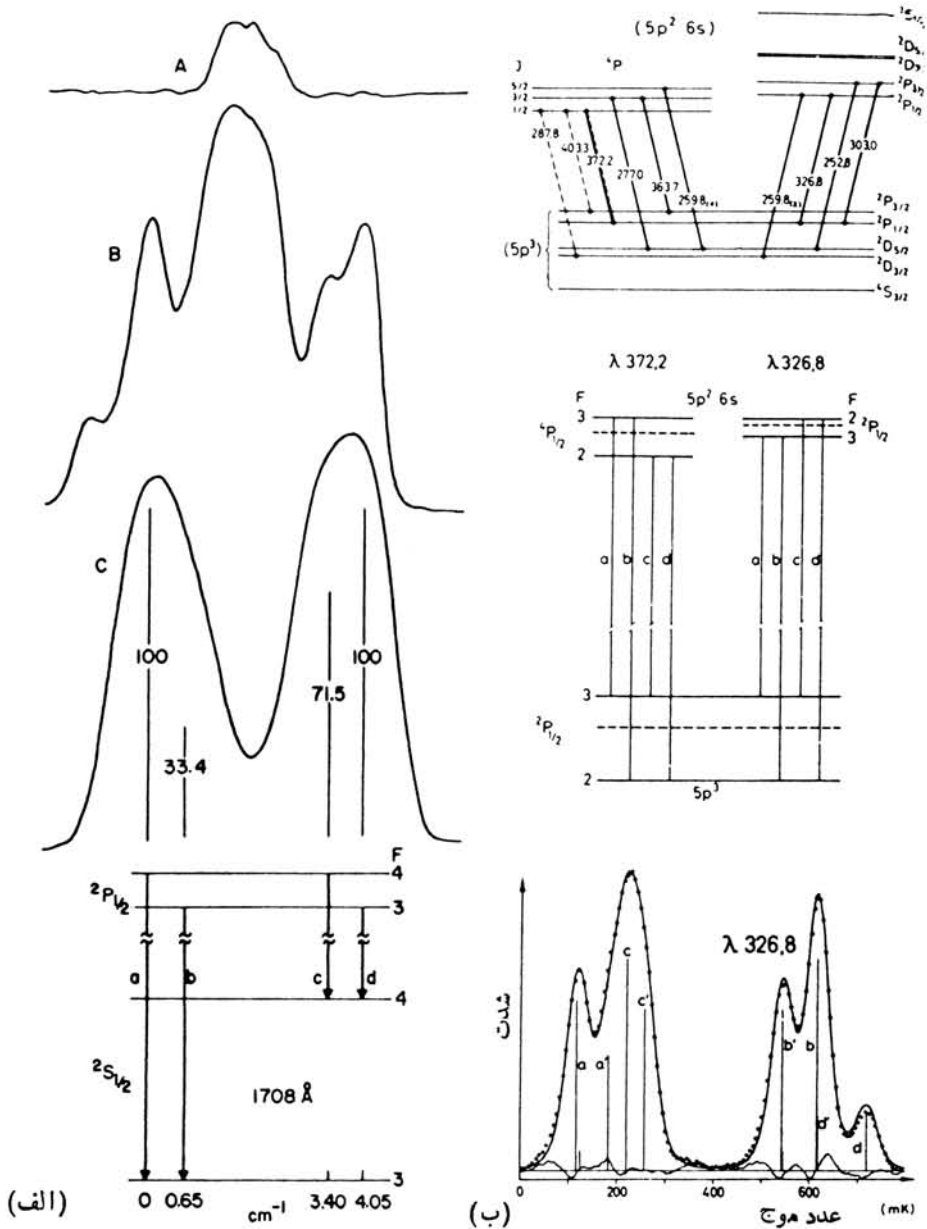 A
B
C
100
33.4
71.5
100
F
4
²P₁/₂
3
a
b
c
d
4
²S₁/₂
1708 Å
3
0 0.65 3.40 4.05
cm⁻¹
(الف)
(5p² 6s)
J
⁴P
5/2
3/2
1/2
287.8
403.3
372.2
277.0
363.7
259.8
259.8
326.8
252.8
303.0
²D₅
²P₃/₂
²P₁/₂
(5p³)
²P₃/₂
²P₁/₂
²D₅/₂
²D₃/₂
⁴S₃/₂
λ 372,2
λ 326,8
F
5p² 6s
F
3
⁴P₁/₂
2
2
²P₁/₂
3
a b c d
a b c d
3
²P₁/₂
2
5p³
شدت
λ 326,8
a
a'
c
c'
b'
b
d'
d
0 200 400 600
(mK)
عدد موج
(ب)